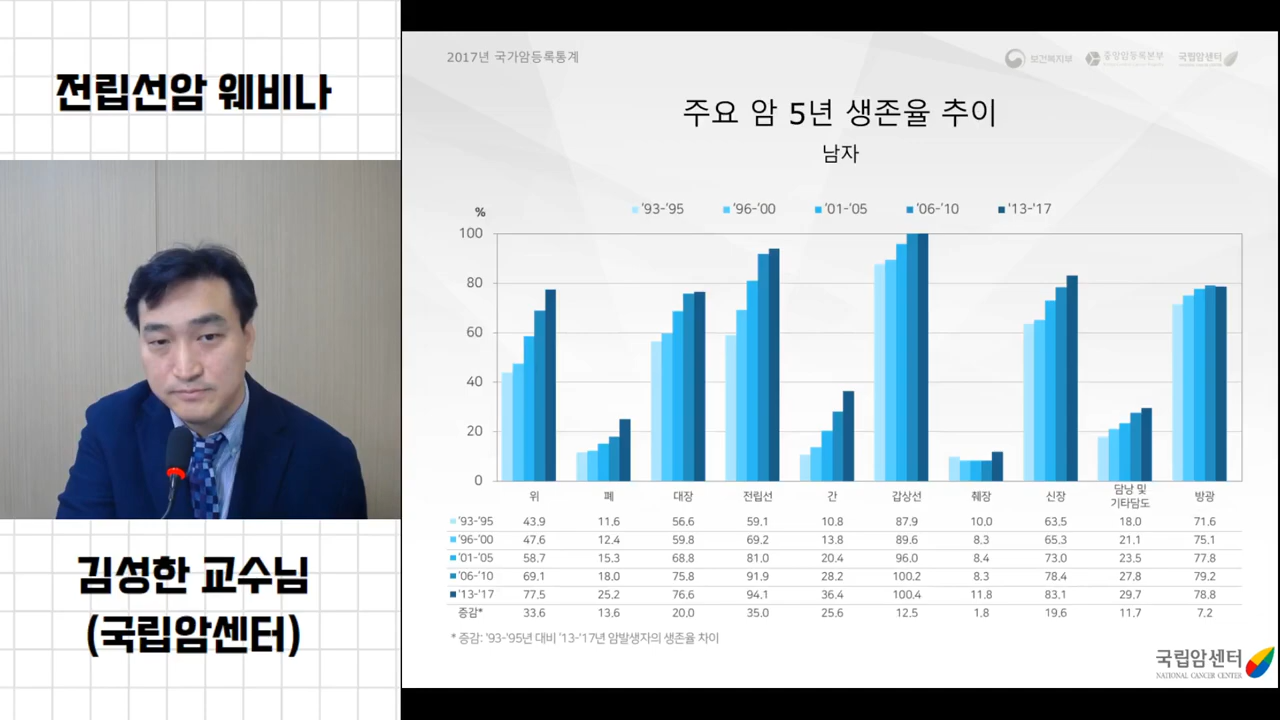 전립선암 웨비나
김성한 교수님
(국립암센터)
2017년 국가암등록통계
보건복지부 중앙암등록본부 국립암센터
주요 암 5년 생존율 추이
남자
% '93-'95 '96-'00 '01-'05 '06-'10 '13-'17
100
80
60
40
20
0
위 폐 대장 전립선 간 갑상선 췌장 신장 담낭 및 기타담도 방광
'93-'95 43.9 11.6 56.6 59.1 10.8 87.9 10.0 63.5 18.0 71.6
'96-'00 47.6 12.4 59.8 69.2 13.8 89.6 8.3 65.3 21.1 75.1
'01-'05 58.7 15.3 68.8 81.0 20.4 96.0 8.4 73.0 23.5 77.8
'06-'10 69.1 18.0 75.8 91.9 28.2 100.2 8.3 78.4 27.8 79.2
'13-'17 77.5 25.2 76.6 94.1 36.4 100.4 11.8 83.1 29.7 78.8
증감* 33.6 13.6 20.0 35.0 25.6 12.5 1.8 19.6 11.7 7.2
* 증감: '93-'95년 대비 '13-'17년 암발생자의 생존율 차이
국립암센터
NATIONAL CANCER CENTER